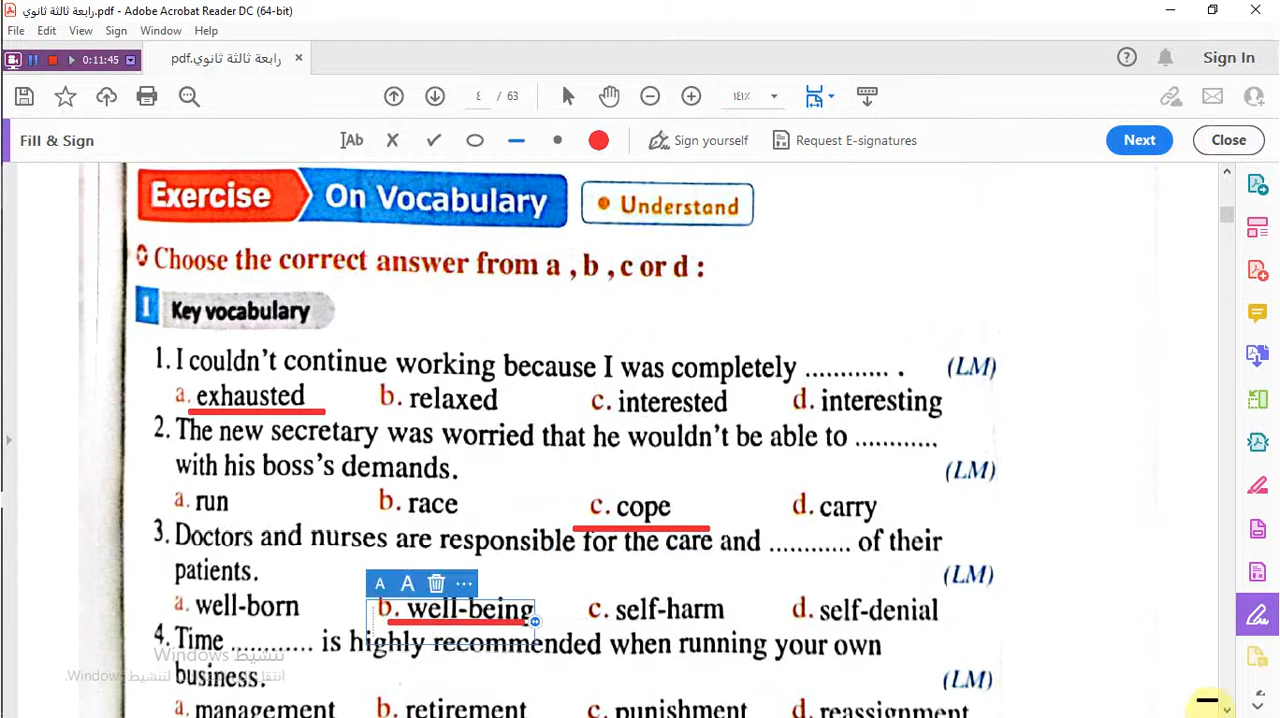 رابعة ثالثة ثانوي.pdf - Adobe Acrobat Reader DC (64-bit)
File Edit View Sign Window Help
0:11:45
رابعة ثالثة ثانوي.pdf ×
Sign In
٤ / 63
١٤١٪
Fill & Sign
Ab
Sign yourself
Request E-signatures
Next
Close
Exercise On Vocabulary Understand
Choose the correct answer from a , b , c or d :
1 Key vocabulary
1. I couldn't continue working because I was completely ............ . (LM)
a. exhausted b. relaxed c. interested d. interesting
2. The new secretary was worried that he wouldn't be able to ............
with his boss's demands. (LM)
a. run b. race c. cope d. carry
3. Doctors and nurses are responsible for the care and ............ of their
patients. (LM)
A A ...
a. well-born b. well-being c. self-harm d. self-denial
4. Time ............ is highly recommended when running your own
تنشيط Windows
business. (LM)
انتقل إلى لتنشيط Windows.
a. management b. retirement c. punishment d. reassignment